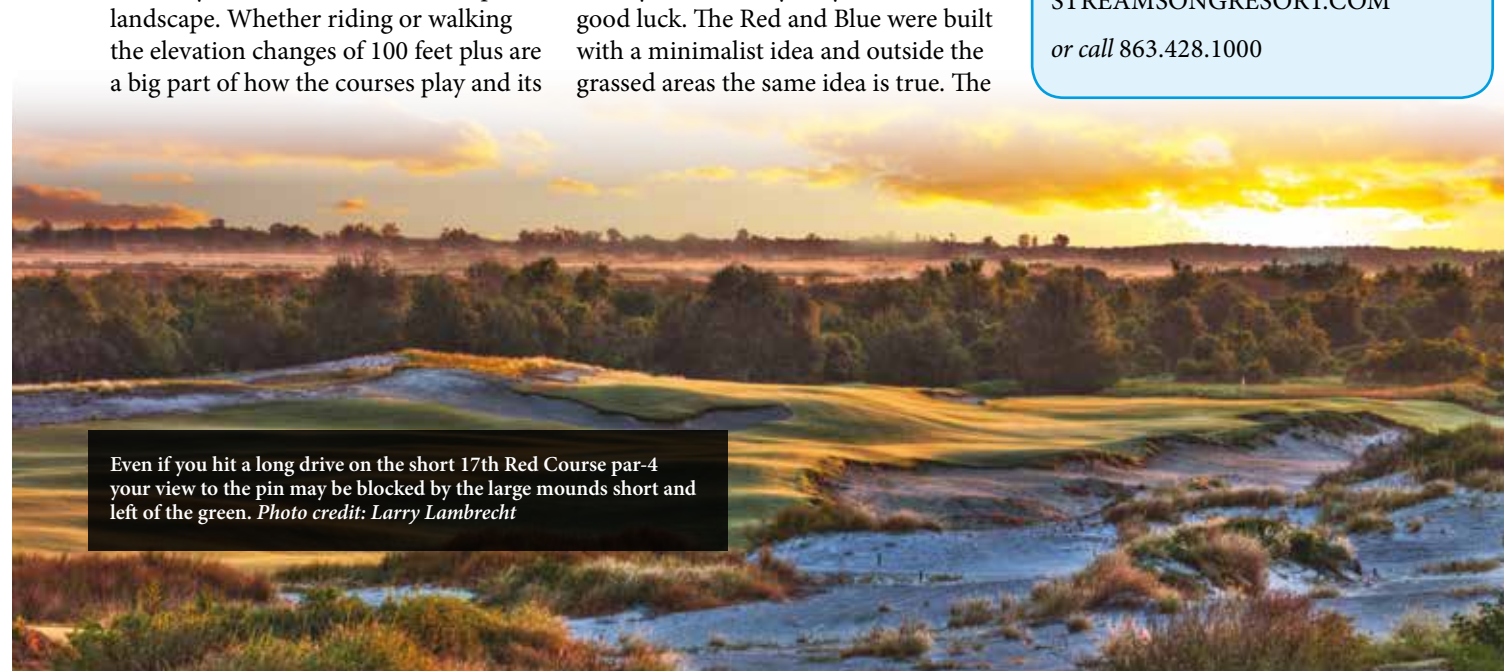 landscape. Whether riding or walking
the elevation changes of 100 feet plus are
a big part of how the courses play and its
good luck. The Red and Blue were built
with a minimalist idea and outside the
grassed areas the same idea is true. The
STREAMSONGRESORT.COM
or call 863.428.1000
Even if you hit a long drive on the short 17th Red Course par-4
your view to the pin may be blocked by the large mounds short and
left of the green. Photo credit: Larry Lambrecht